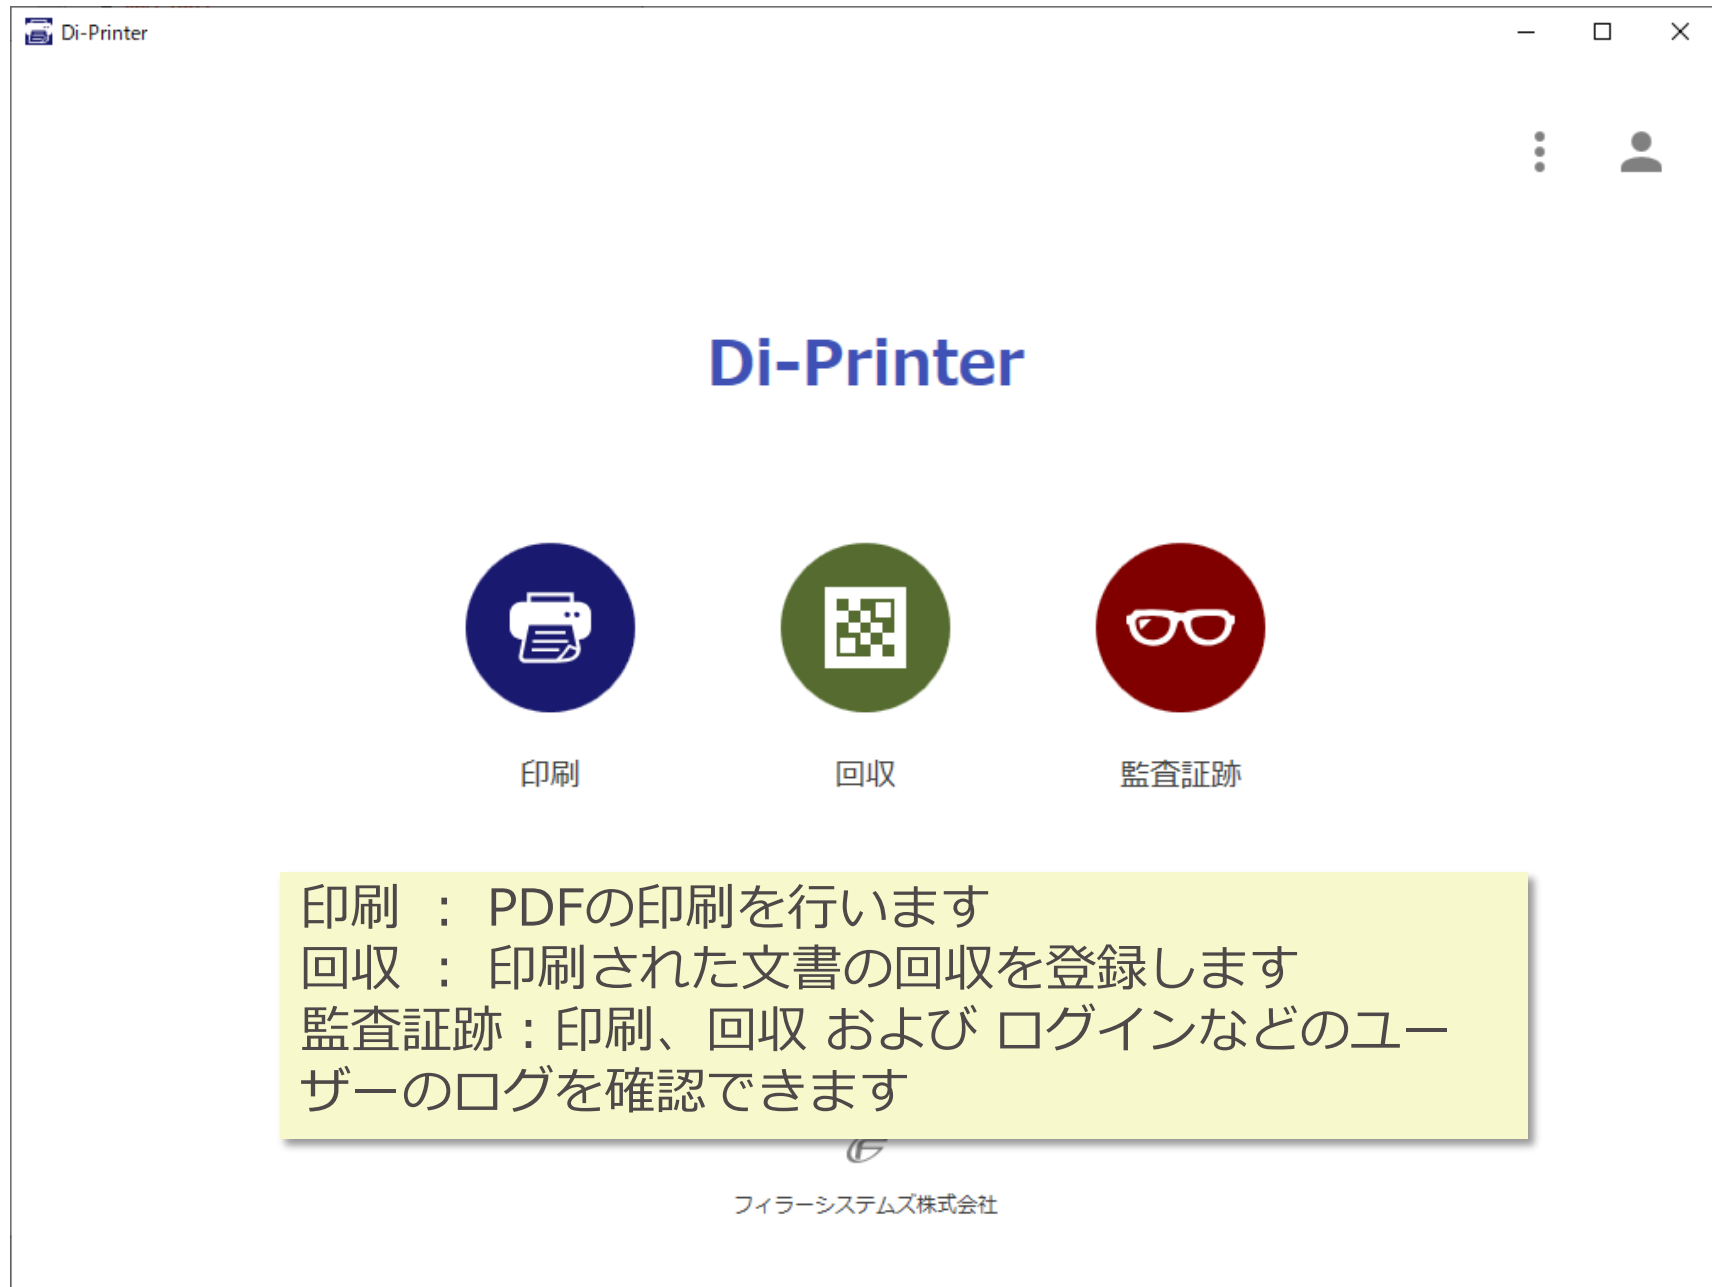 Di-Printer
Di-Printer
印刷
回収
監査証跡
印刷 ： PDFの印刷を行います
回収 ： 印刷された文書の回収を登録します
監査証跡：印刷、回収 および ログインなどのユー
ザーのログを確認できます
フィラーシステムズ株式会社